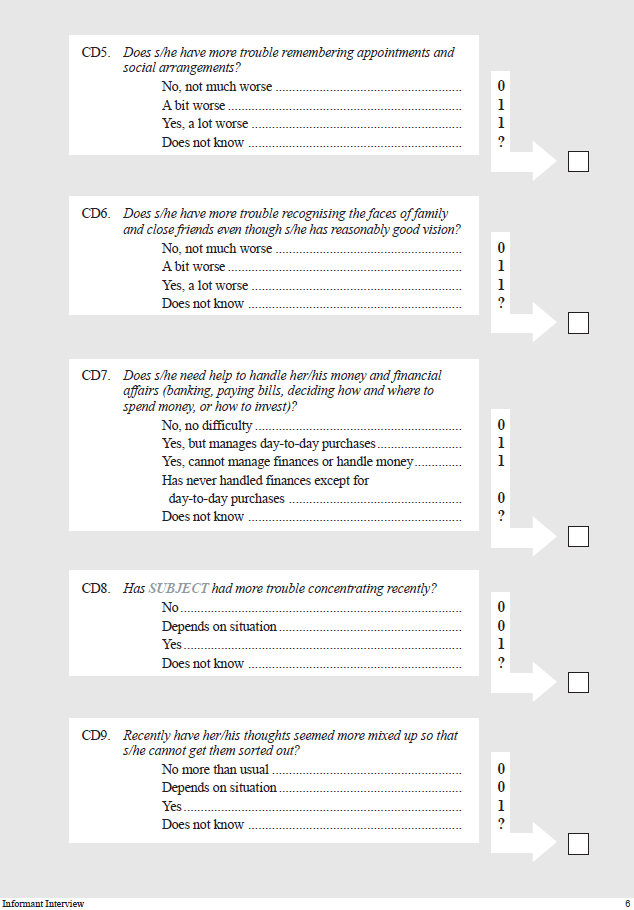 CD5. Does s/he have more trouble remembering appointments and
social arrangements?
No, not much worse ........................................................ 0
A bit worse ...................................................................... 1
Yes, a lot worse ............................................................... 1
Does not know ................................................................ ?
CD6. Does s/he have more trouble recognising the faces of family
and close friends even though s/he has reasonably good vision?
No, not much worse ........................................................ 0
A bit worse ...................................................................... 1
Yes, a lot worse ............................................................... 1
Does not know ................................................................ ?
CD7. Does s/he need help to handle her/his money and financial
affairs (banking, paying bills, deciding how and where to
spend money, or how to invest)?
No, no difficulty .............................................................. 0
Yes, but manages day-to-day purchases.......................... 1
Yes, cannot manage finances or handle money.............. 1
Has never handled finances except for
day-to-day purchases .................................................... 0
Does not know ................................................................ ?
CD8. Has SUBJECT had more trouble concentrating recently?
No.................................................................................... 0
Depends on situation....................................................... 0
Yes................................................................................... 1
Does not know ................................................................ ?
CD9. Recently have her/his thoughts seemed more mixed up so that
s/he cannot get them sorted out?
No more than usual ......................................................... 0
Depends on situation....................................................... 0
Yes................................................................................... 1
Does not know ................................................................ ?
Informant Interview 6